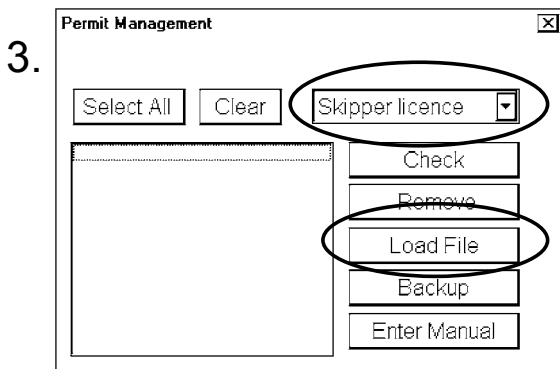 Permit Management
3.
Select All Clear Skipper licence
Check
Remove
Load File
Backup
Enter Manual